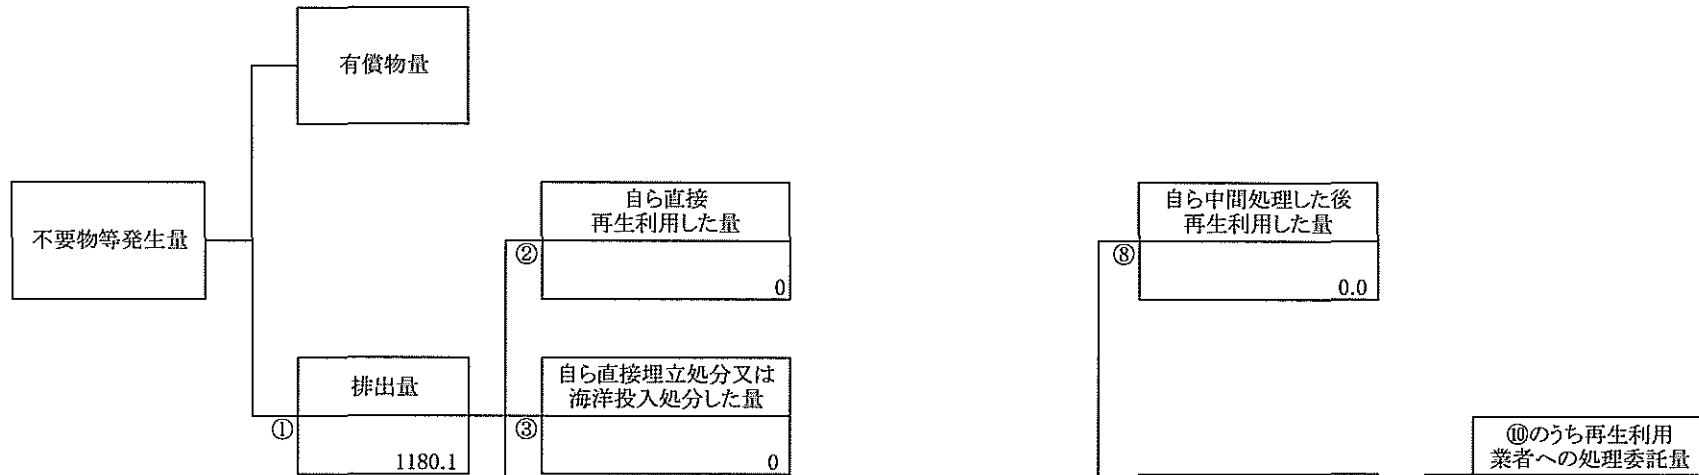 有償物量
不要物等発生量
自ら直接
再生利用した量
②
0
自ら中間処理した後
再生利用した量
⑧
0.0
排出量
①
1180.1
自ら直接埋立処分又は
海洋投入処分した量
③
0
⑩のうち再生利用
業者への処理委託量